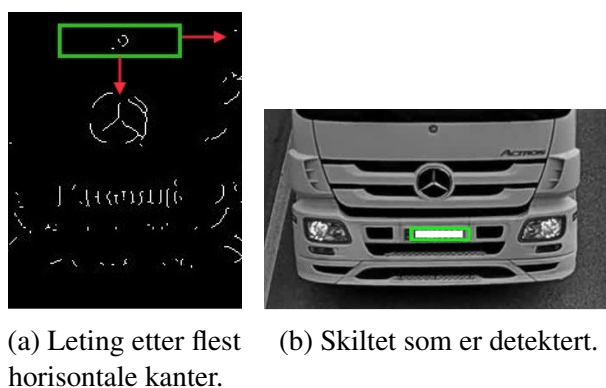 ACTROS
(a) Leting etter flest
horisontale kanter.
(b) Skiltet som er detektert.